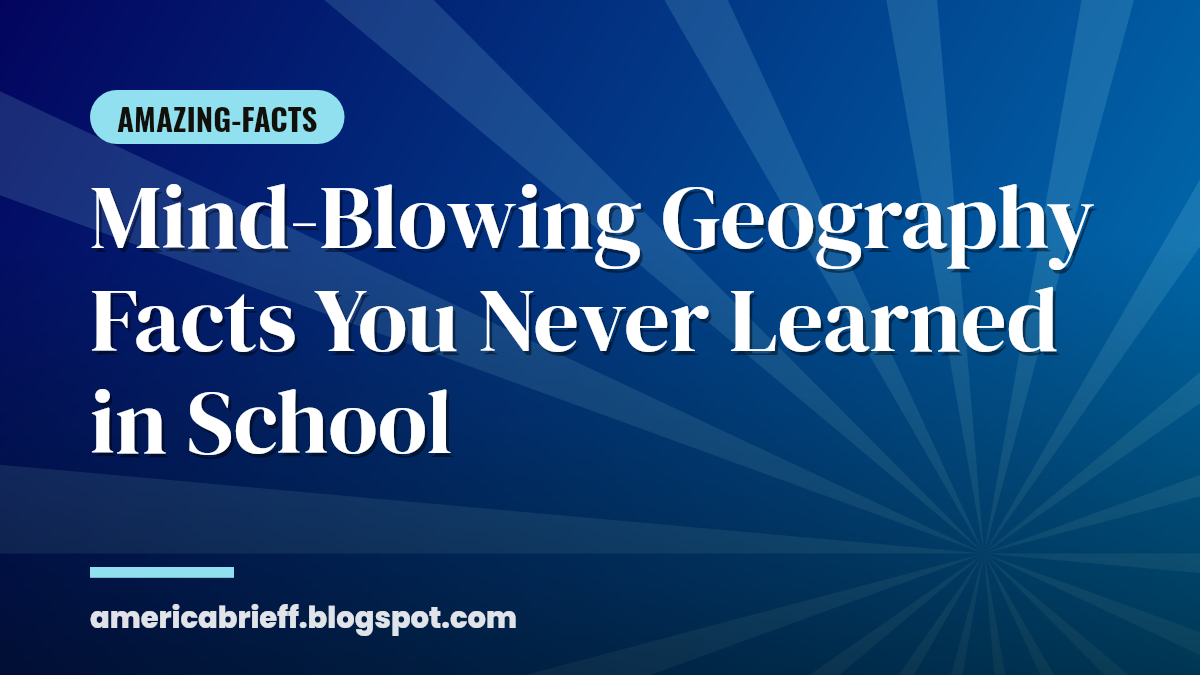 AMAZING-FACTS
Mind-Blowing Geography
Facts You Never Learned
in School
americabrieff.blogspot.com